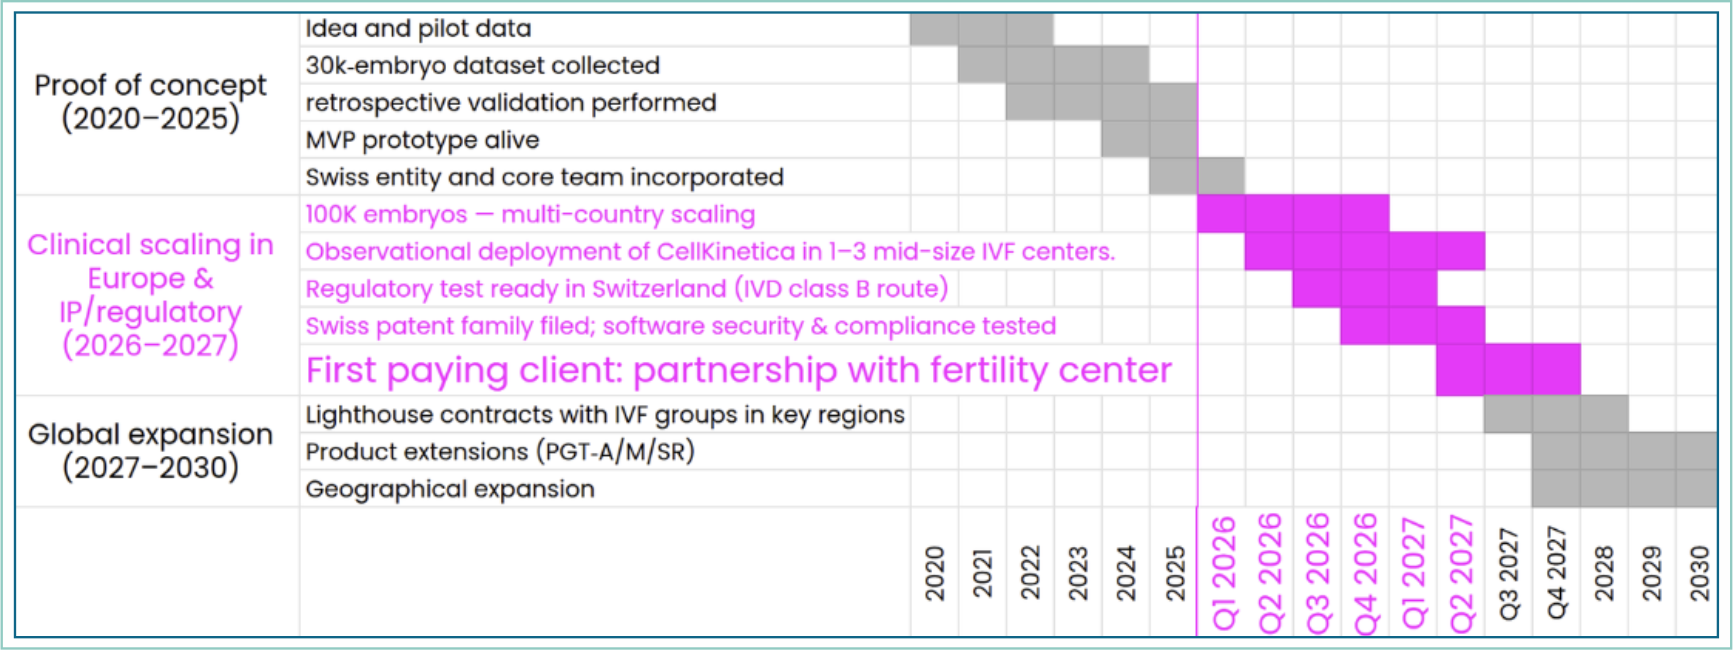 Proof of concept
(2020–2025)
Idea and pilot data
30k-embryo dataset collected
retrospective validation performed
MVP prototype alive
Swiss entity and core team incorporated
Clinical scaling in
Europe &
IP/regulatory
(2026–2027)
100K embryos — multi-country scaling
Observational deployment of CellKinetica in 1–3 mid-size IVF centers.
Regulatory test ready in Switzerland (IVD class B route)
Swiss patent family filed; software security & compliance tested
First paying client: partnership with fertility center
Global expansion
(2027–2030)
Lighthouse contracts with IVF groups in key regions
Product extensions (PGT-A/M/SR)
Geographical expansion
2020
2021
2022
2023
2024
2025
Q1 2026
Q2 2026
Q3 2026
Q4 2026
Q1 2027
Q2 2027
Q3 2027
Q4 2027
2028
2029
2030